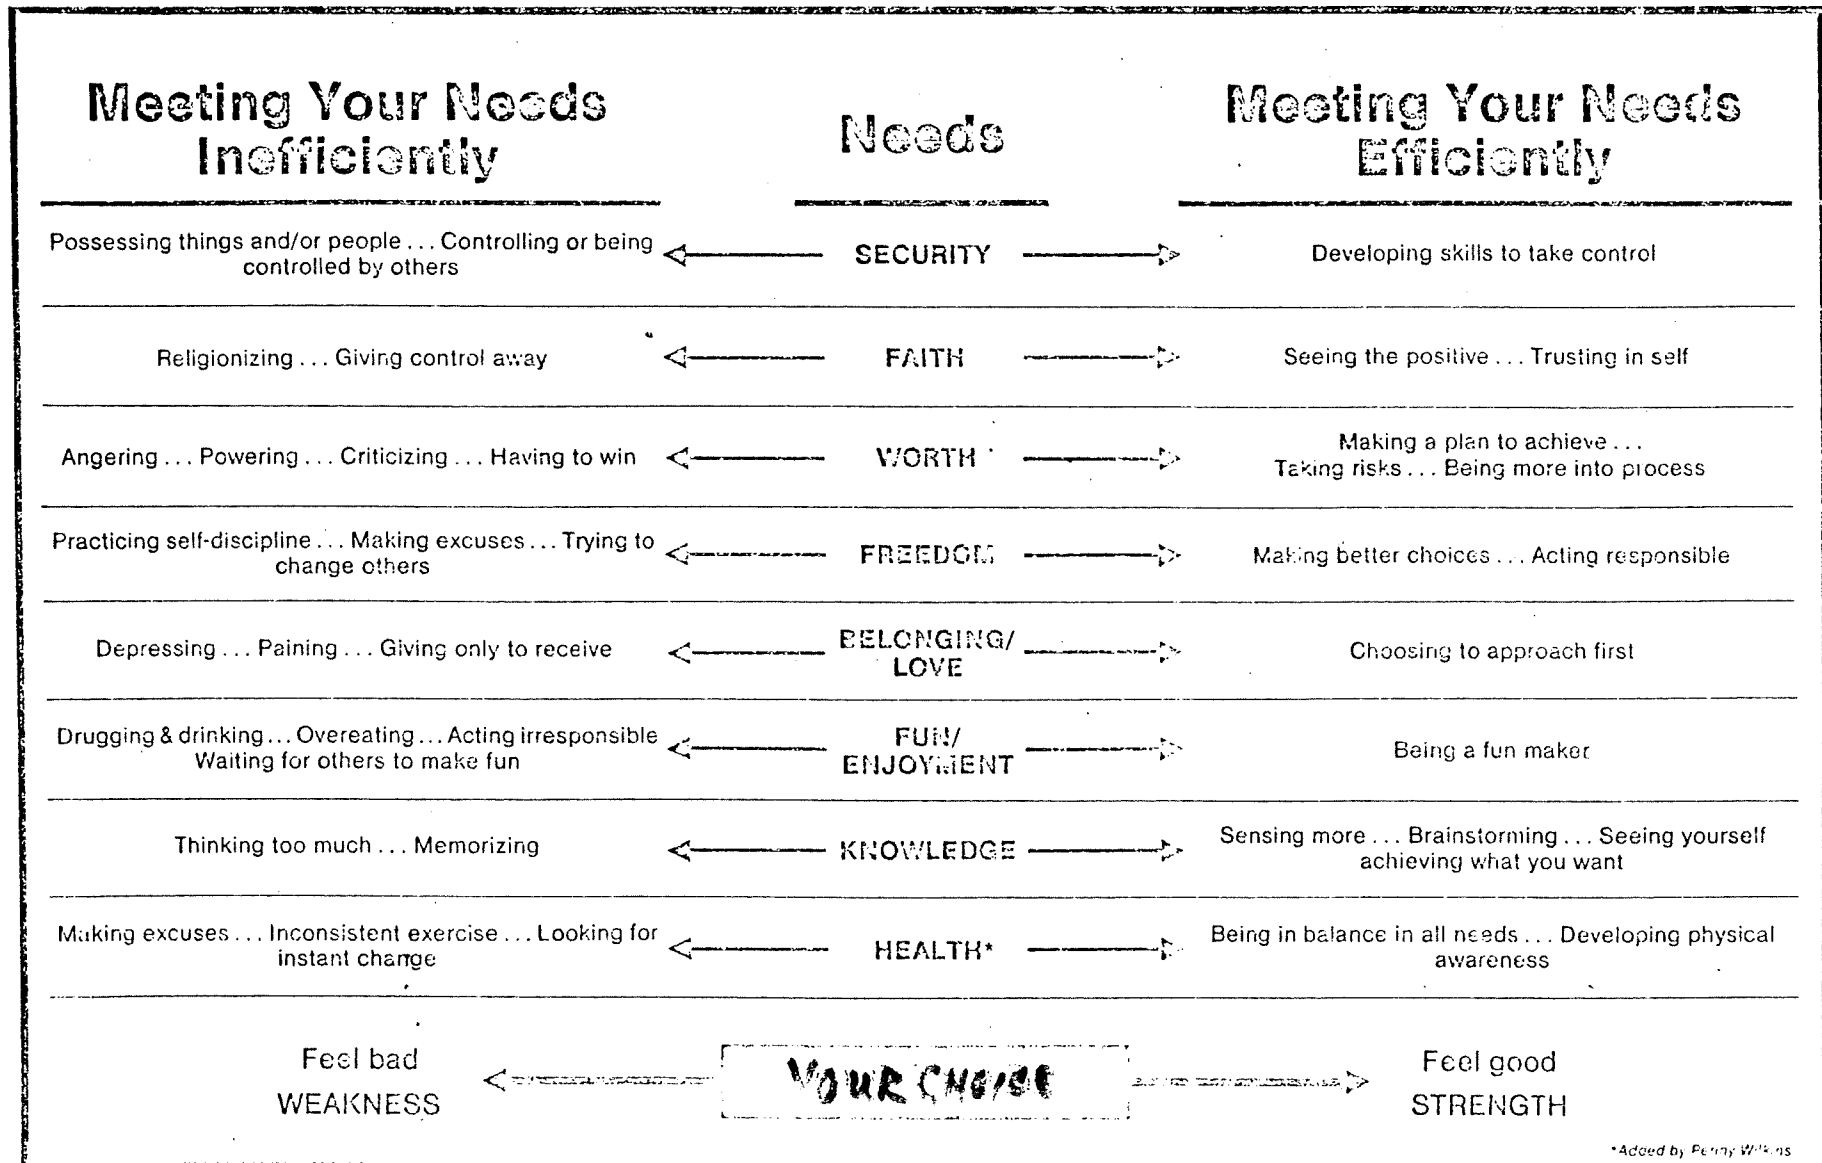 Meeting Your Needs
Inefficiently
Needs
Meeting Your Needs
Efficiently
Possessing things and/or people ... Controlling or being
controlled by others
SECURITY
Developing skills to take control
Religionizing ... Giving control away
FAITH
Seeing the positive ... Trusting in self
Angering ... Powering ... Criticizing ... Having to win
WORTH
Making a plan to achieve ...
Taking risks ... Being more into process
Practicing self-discipline ... Making excuses ... Trying to
change others
FREEDOM
Making better choices ... Acting responsible
Depressing ... Paining ... Giving only to receive
BELONGING/
LOVE
Choosing to approach first
Drugging & drinking ... Overeating ... Acting irresponsible
Waiting for others to make fun
FUN/
ENJOYMENT
Being a fun maker
Thinking too much ... Memorizing
KNOWLEDGE
Sensing more ... Brainstorming ... Seeing yourself
achieving what you want
Making excuses ... Inconsistent exercise ... Looking for
instant change
HEALTH*
Being in balance in all needs ... Developing physical
awareness
Feel bad
WEAKNESS
YOUR CHOICE
Feel good
STRENGTH
*Added by Penny Wilkins